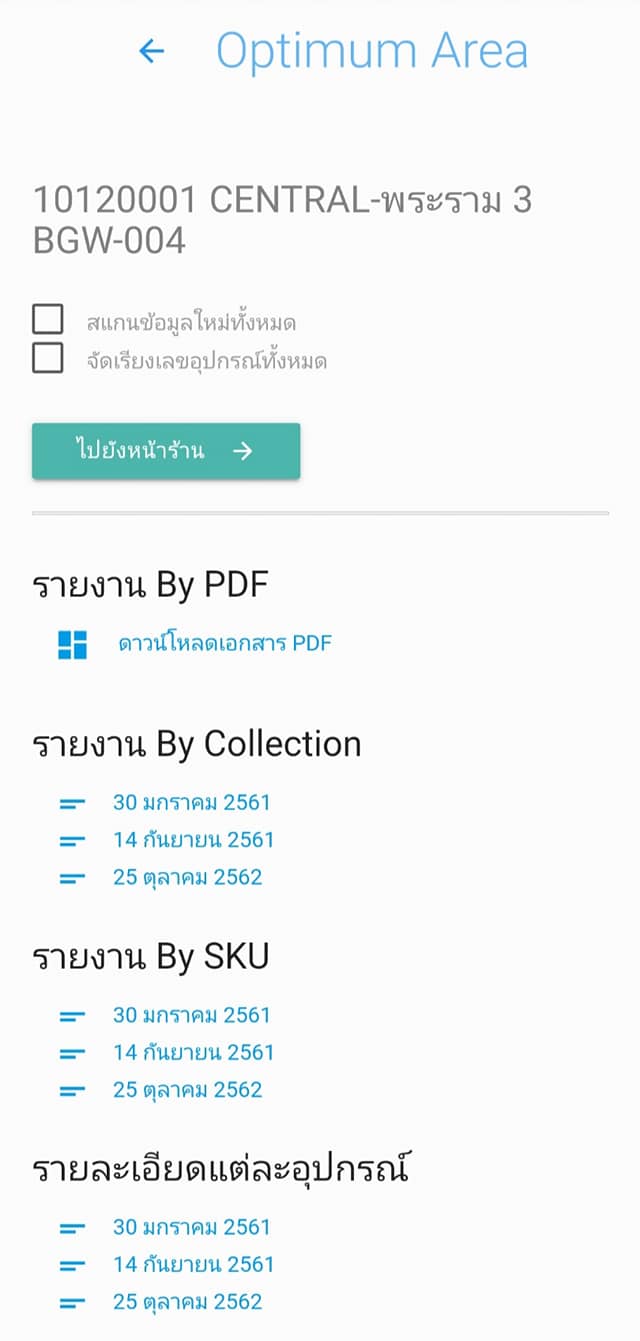 Optimum Area
10120001 CENTRAL-พระราม 3
BGW-004
สแกนข้อมูลใหม่ทั้งหมด
จัดเรียงเลขอุปกรณ์ทั้งหมด
ไปยังหน้าร้าน
รายงาน By PDF
ดาวน์โหลดเอกสาร PDF
รายงาน By Collection
30 มกราคม 2561
14 กันยายน 2561
25 ตุลาคม 2562
รายงาน By SKU
30 มกราคม 2561
14 กันยายน 2561
25 ตุลาคม 2562
รายละเอียดแต่ละอุปกรณ์
30 มกราคม 2561
14 กันยายน 2561
25 ตุลาคม 2562